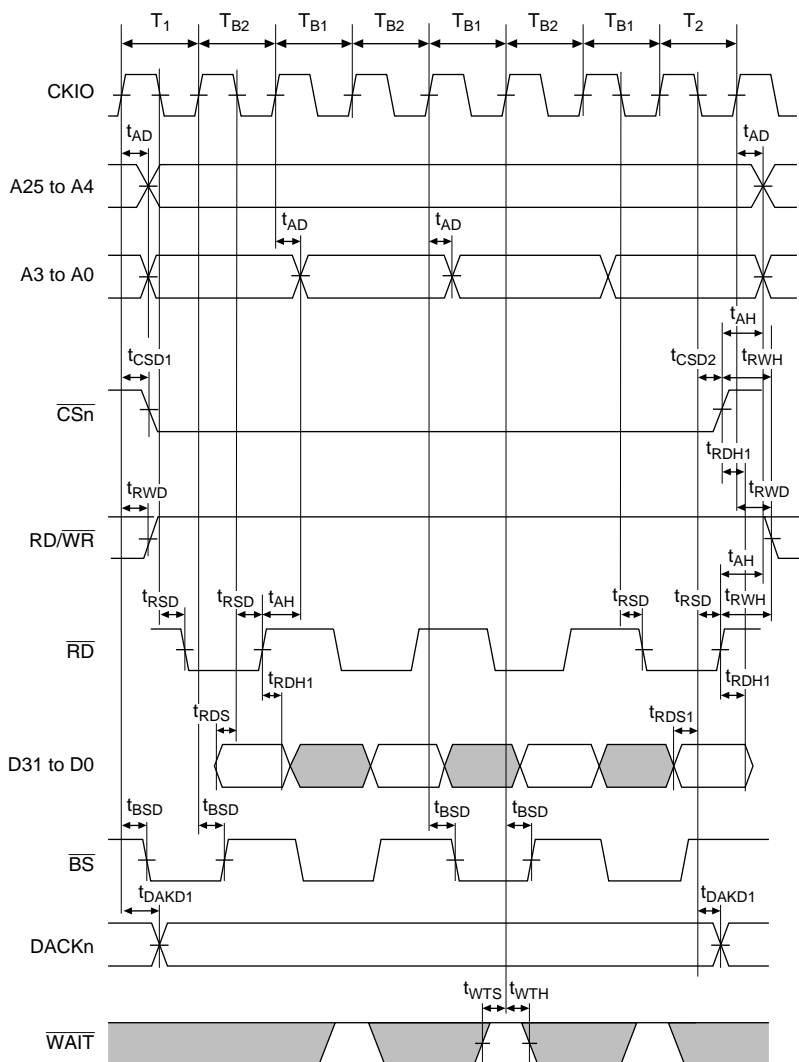 T1 TB2 TB1 TB2 TB1 TB2 TB1 T2
CKIO
tAD tAD
A25 to A4
tAD tAD
A3 to A0
tAH
tCSD1 tCSD2 tRWH
CSn
tRDH1
tRWD tRWD
RD/WR
tAH
tRSD tRSD tAH tRSD tRSD tRWH
RD
tRDH1 tRDH1
tRDS tRDS1
D31 to D0
tBSD tBSD tBSD tBSD
BS
tDAKD1 tDAKD1
DACKn
tWTS tWTH
WAIT